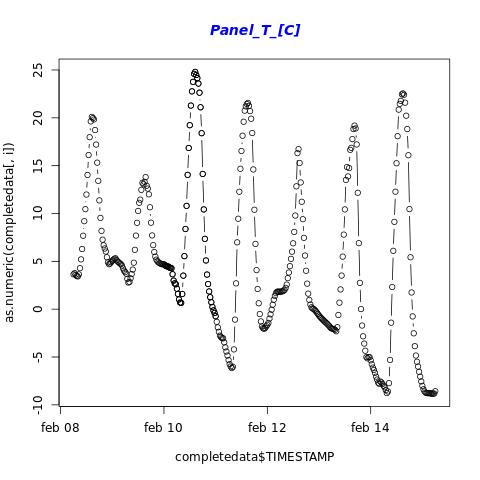 Panel_T_[C]
as.numeric(completedata[, i])
25
20
15
10
5
0
-5
-10
feb 08
feb 10
feb 12
feb 14
completedata$TIMESTAMP